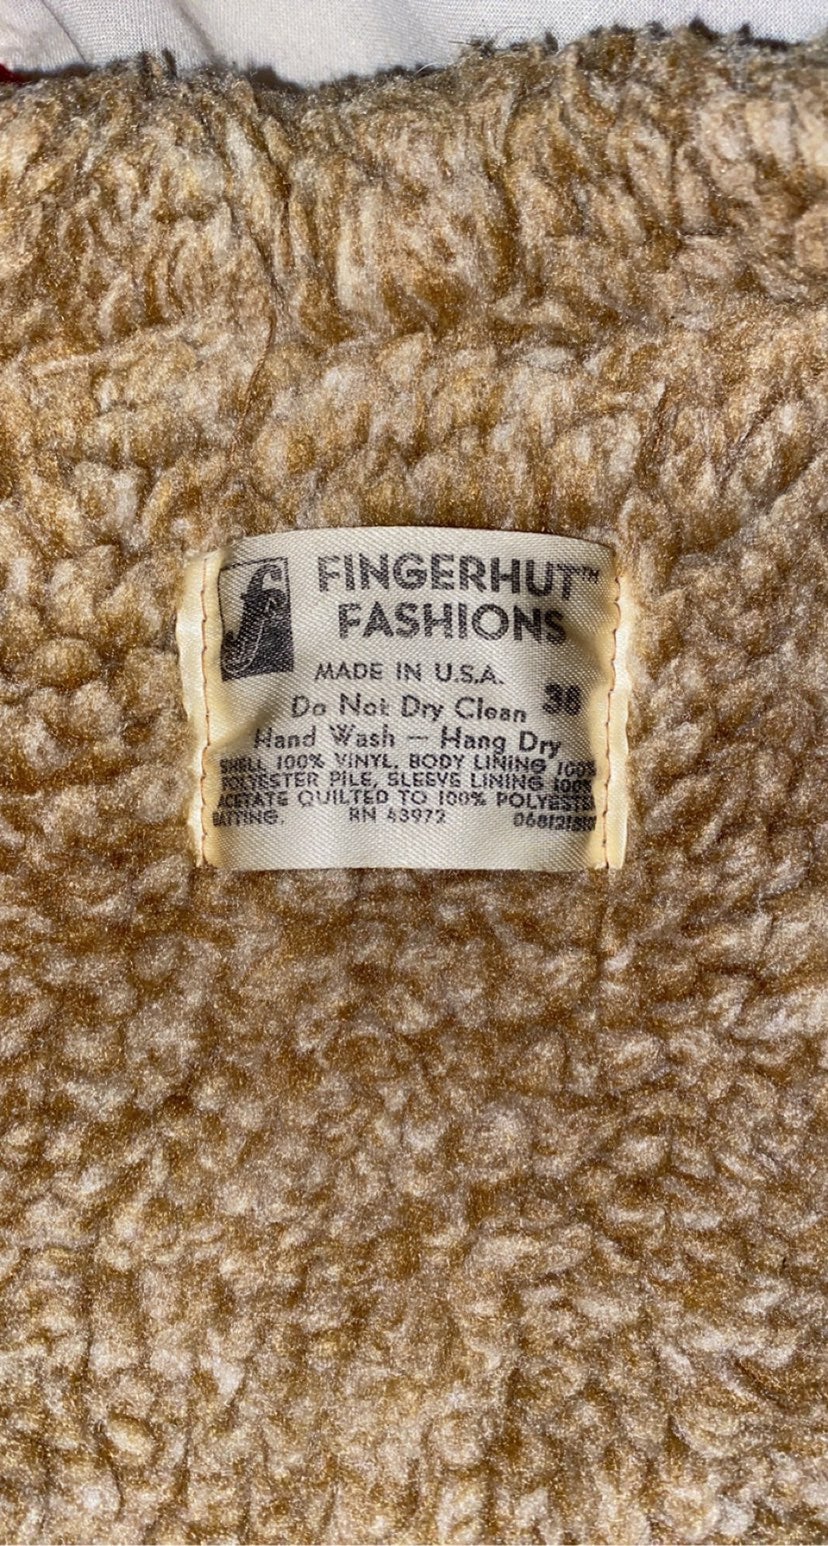 f
FINGERHUT™
FASHIONS
MADE IN U.S.A.
Do Not Dry Clean 38
Hand Wash — Hang Dry
SHELL 100% VINYL, BODY LINING 100%
POLYESTER PILE, SLEEVE LINING 100%
ACETATE QUILTED TO 100% POLYESTER
BATTING. RN 43972